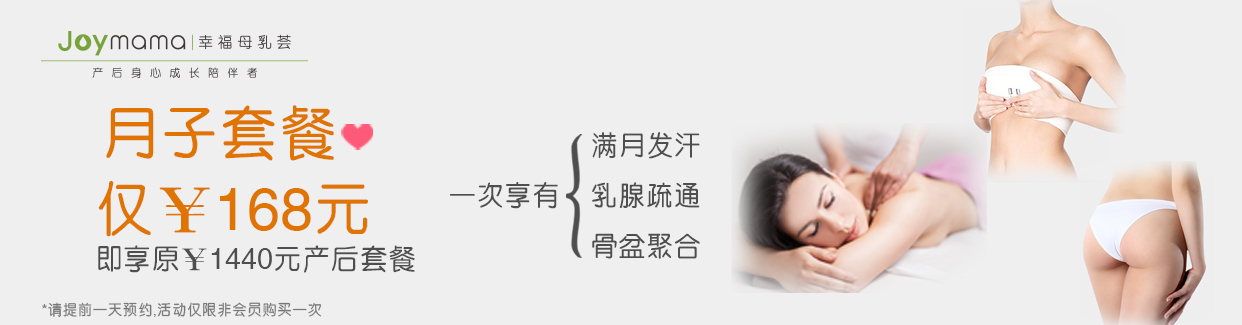 Joymama|幸福母乳荟
产后身心成长陪伴者
月子套餐
仅￥168元
即享原￥1440元产后套餐
一次享有
满月发汗
乳腺疏通
骨盆聚合
*请提前一天预约,活动仅限非会员购买一次